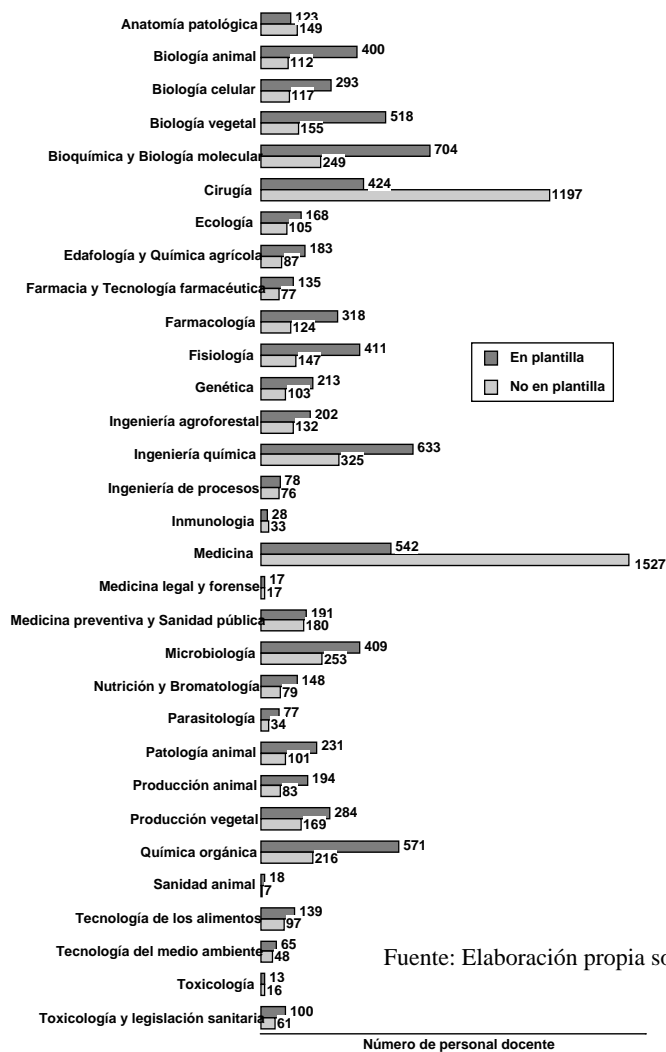 Anatomía patológica 123
149
Biología animal 400
112
Biología celular 293
117
Biología vegetal 518
155
Bioquímica y Biología molecular 704
249
Cirugía 424
1197
Ecología 168
105
Edafología y Química agrícola 183
87
Farmacia y Tecnología farmacéutica 135
77
Farmacología 318
124
Fisiología 411
147
Genética 213
103
Ingeniería agroforestal 202
132
Ingeniería química 633
325
Ingeniería de procesos 78
76
Inmunologia 28
33
Medicina 542
1527
Medicina legal y forense 17
17
Medicina preventiva y Sanidad pública 191
180
Microbiología 409
253
Nutrición y Bromatología 148
79
Parasitología 77
34
Patología animal 231
101
Producción animal 194
83
Producción vegetal 284
169
Química orgánica 571
216
Sanidad animal 18
7
Tecnología de los alimentos 139
97
Tecnología del medio ambiente 65
48
Toxicología 13
16
Toxicología y legislación sanitaria 100
61
En plantilla
No en plantilla
Fuente: Elaboración propia so
Número de personal docente